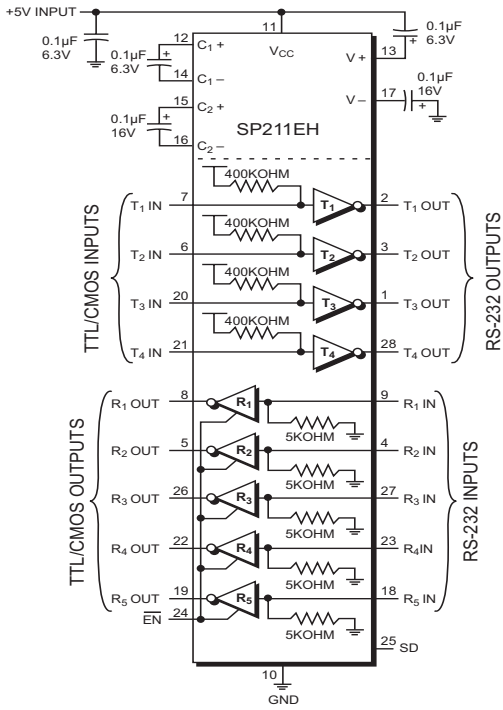 +5V INPUT
0.1µF
6.3V
0.1µF
6.3V
12
C1 +
14
C1 –
15
C2 +
0.1µF
16V
16
C2 –
11
VCC
V +
13
0.1µF
6.3V
V –
17
0.1µF
16V
SP211EH
TTL/CMOS INPUTS
RS-232 OUTPUTS
400KOHM
T1 IN
7
T1
2
T1 OUT
400KOHM
T2 IN
6
T2
3
T2 OUT
400KOHM
T3 IN
20
T3
1
T3 OUT
400KOHM
T4 IN
21
T4
28
T4 OUT
TTL/CMOS OUTPUTS
RS-232 INPUTS
R1 OUT
8
R1
9
R1 IN
5KOHM
R2 OUT
5
R2
4
R2 IN
5KOHM
R3 OUT
26
R3
27
R3 IN
5KOHM
R4 OUT
22
R4
23
R4IN
5KOHM
R5 OUT
19
R5
18
R5 IN
5KOHM
EN
24
25
SD
10
GND